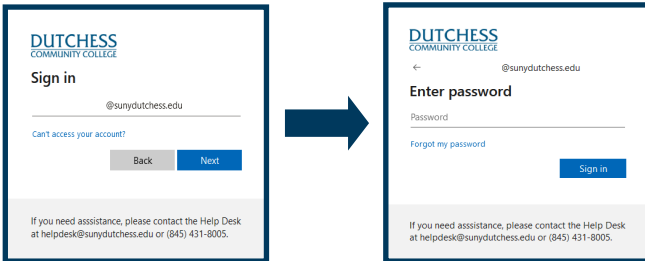 DUTCHESS
COMMUNITY COLLEGE
Sign in
@sunydutchess.edu
Can't access your account?
Back Next
If you need asssistance, please contact the Help Desk
at helpdesk@sunydutchess.edu or (845) 431-8005.
DUTCHESS
COMMUNITY COLLEGE
← @sunydutchess.edu
Enter password
Password
Forgot my password
Sign in
If you need asssistance, please contact the Help Desk
at helpdesk@sunydutchess.edu or (845) 431-8005.